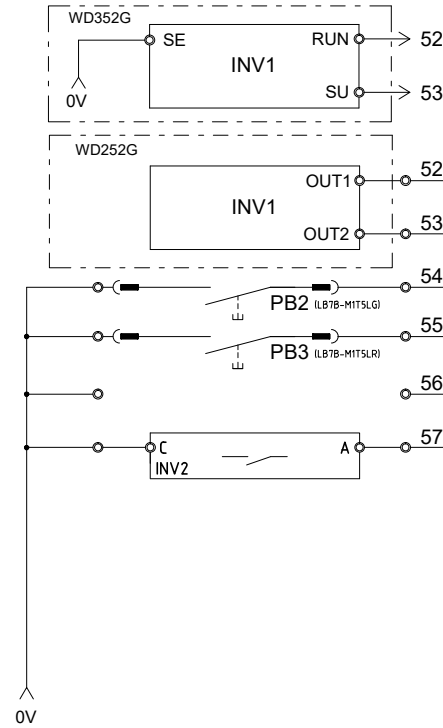 WD352G
SE RUN 52
INV1
0V SU 53
WD252G
OUT1 52
INV1
OUT2 53
54
PB2 (LB7B-M1T5LG)
55
PB3 (LB7B-M1T5LR)
56
57
C A
INV2
0V